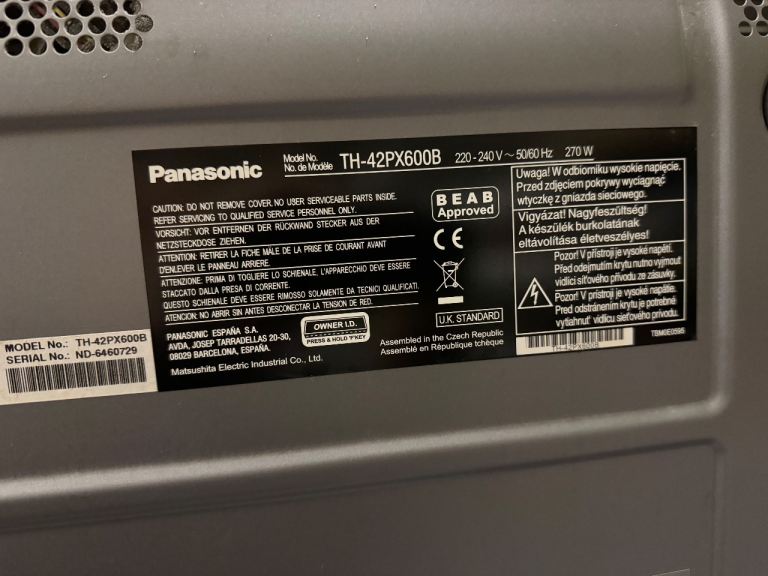 Panasonic
Model No.
No. de Modèle
TH-42PX600B
220 - 240 V ~ 50/60 Hz 270 W
CAUTION: DO NOT REMOVE COVER. NO USER SERVICEABLE PARTS INSIDE.
REFER SERVICING TO QUALIFIED SERVICE PERSONNEL ONLY.
VORSICHT: VOR ENTFERNEN DER RÜCKWAND STECKER AUS DER
NETZSTECKDOSE ZIEHEN.
ATTENTION: RETIRER LA FICHE MÂLE DE LA PRISE DE COURANT AVANT
D'ENLEVER LE PANNEAU ARRIERE.
ATTENZIONE: PRIMA DI TOGLIERE LO SCHIENALE, L'APPARECCHIO DEVE ESSERE
STACCATO DALLA PRESA DI CORRENTE.
QUESTO SCHIENALE DEVE ESSERE RIMOSSO SOLAMENTE DA TECNICI QUALIFICATI.
ATENCION: NO ABRIR SIN ANTES DESCONECTAR LA TENSION DE RED.
PANASONIC ESPAÑA S.A.
AVDA, JOSEP TARRADELLAS 20-30,
08029 BARCELONA, ESPAÑA.
Matsushita Electric Industrial Co., Ltd.
OWNER I.D.
PRESS & HOLD "F"KEY
BEAB
Approved
CE
U.K. STANDARD
Assembled in the Czech Republic
Assemblé en République tchèque
Uwaga! W odbiorniku wysokie napięcie.
Przed zdjęciem pokrywy wyciągnąć
wtyczkę z gniazda sieciowego.
Vigyázat! Nagyfeszültség!
A készülék burkolatának
eltávolítása életveszélyes!
Pozor! V přístroji je vysoké napětí.
Před odejmutím krytu nutno vyjmout
vidlici síťového přívodu ze zásuvky.
Pozor! V prístroji je vysoké napätie.
Pred odstránením krytu je potrebné
vytiahnuť vidlicu sieťového prívodu.
TH-42PX600B
TBM0E0595
MODEL No.: TH-42PX600B
SERIAL No.: ND-6460729